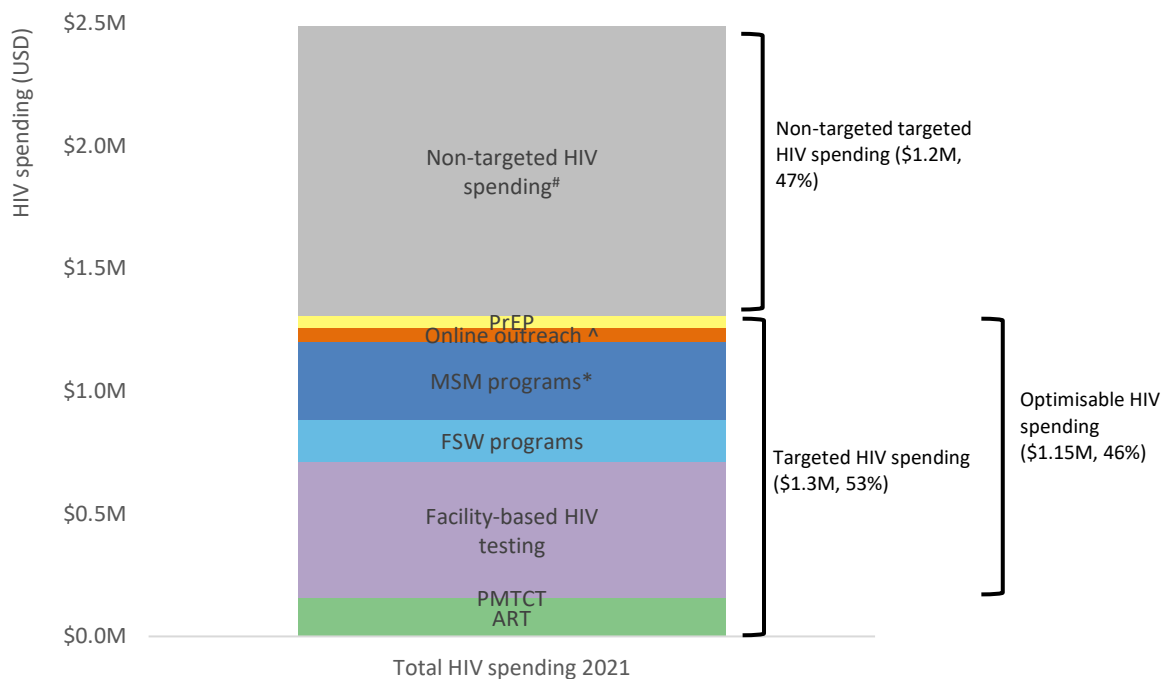 HIV spending (USD)
$2.5M
$2.0M
$1.5M
$1.0M
$0.5M
$0.0M
Non-targeted HIV
spending#
PrEP
Online outreach ^
MSM programs*
FSW programs
Facility-based HIV
testing
PMTCT
ART
Total HIV spending 2021
Non-targeted targeted
HIV spending ($1.2M,
47%)
Targeted HIV spending
($1.3M, 53%)
Optimisable HIV
spending
($1.15M, 46%)